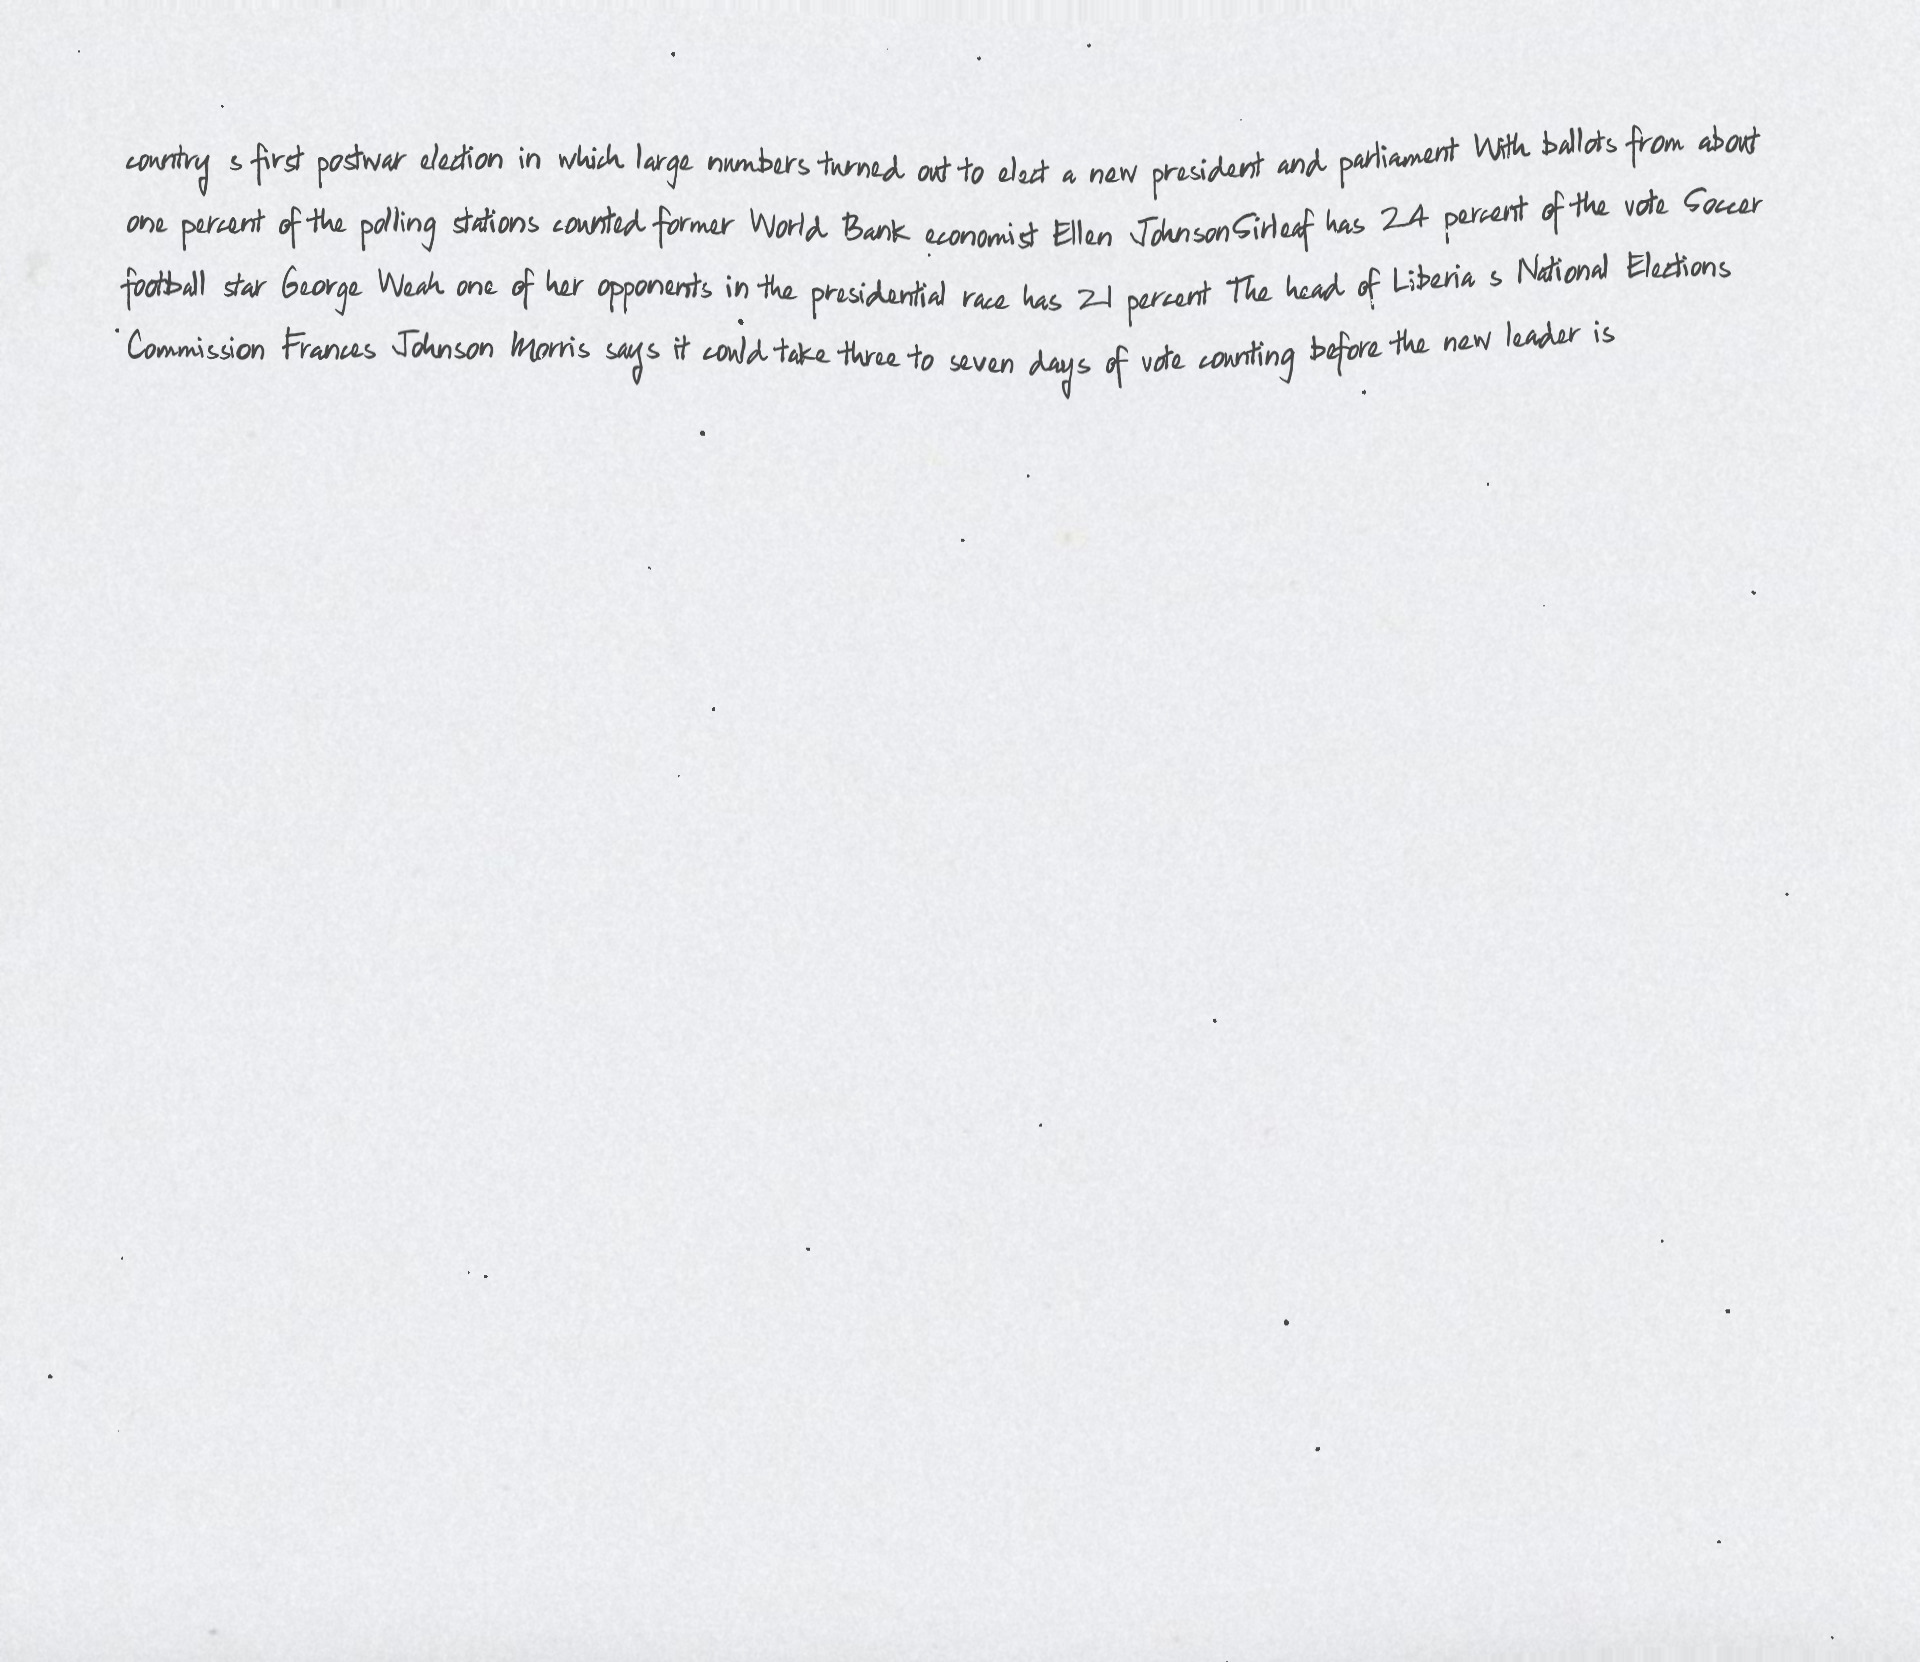 country s first postwar election in which large numbers turned out to elect a new president and parliament With ballots from about
one percent of the polling stations counted former World Bank economist Ellen JohnsonSirleaf has 24 percent of the vote Soccer
football star George Weah one of her opponents in the presidential race has 21 percent The head of Liberia s National Elections
Commission Frances Johnson Morris says it could take three to seven days of vote counting before the new leader is